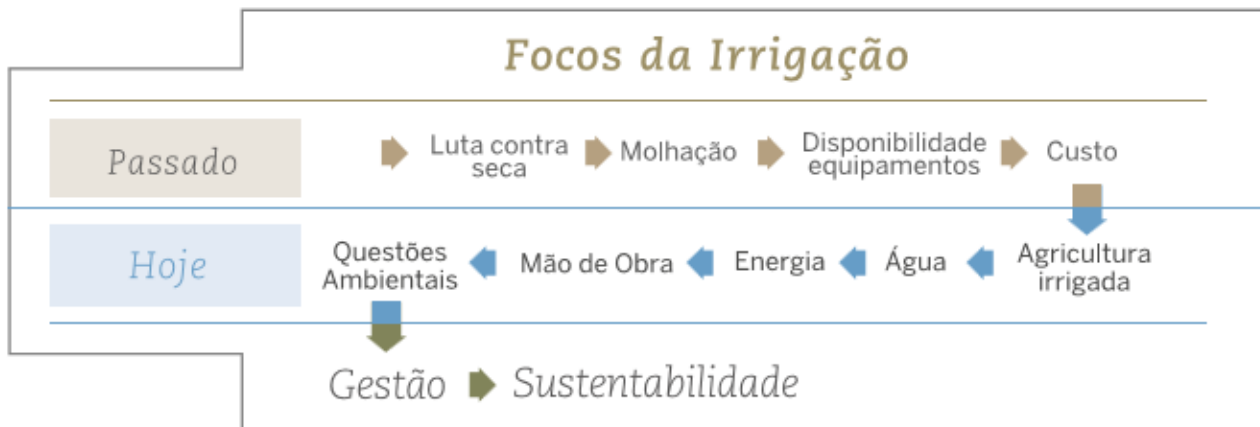 Focos da Irrigação
Passado
Luta contra
seca
Molhação
Disponibilidade
equipamentos
Custo
Hoje
Questões
Ambientais
Mão de Obra
Energia
Água
Agricultura
irrigada
Gestão
Sustentabilidade